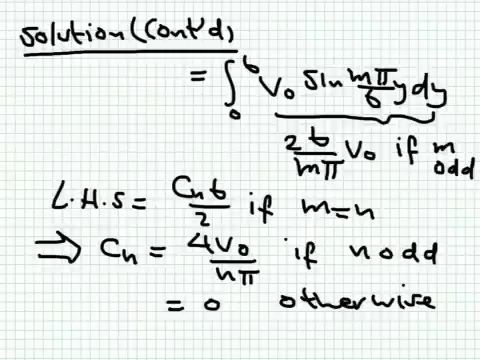 Solution (Cont'd)
= ∫₀ᵇ V₀ sin mπ/b y dy
2b/mπ V₀ if m odd
L.H.S = Cₙb/2 if m=n
⇒ Cₙ = 4V₀/nπ if n odd
= 0 otherwise